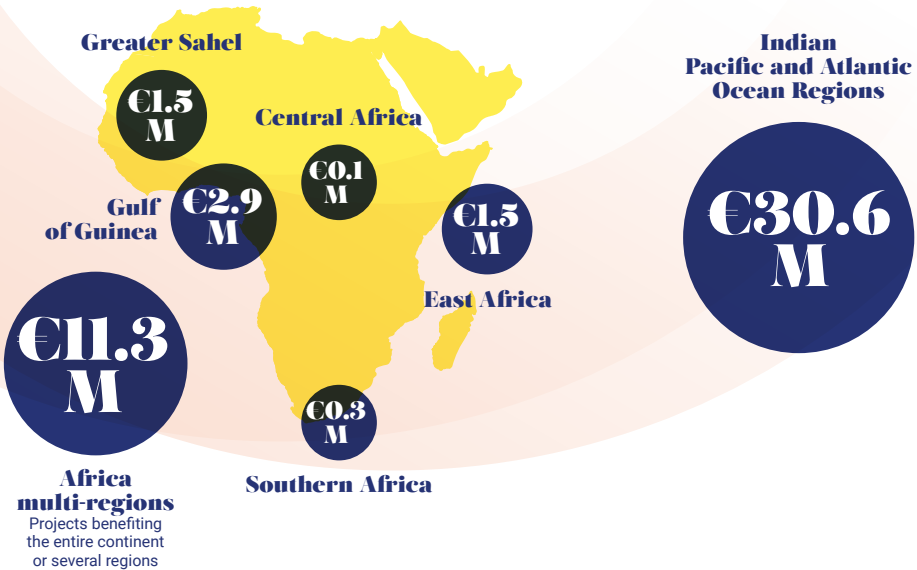 Greater Sahel
€1.5
M
Central Africa
€0.1
M
Gulf
of Guinea
€2.9
M
€1.5
M
East Africa
Indian
Pacific and Atlantic
Ocean Regions
€30.6
M
€11.3
M
Africa
multi-regions
Projects benefiting
the entire continent
or several regions
€0.3
M
Southern Africa